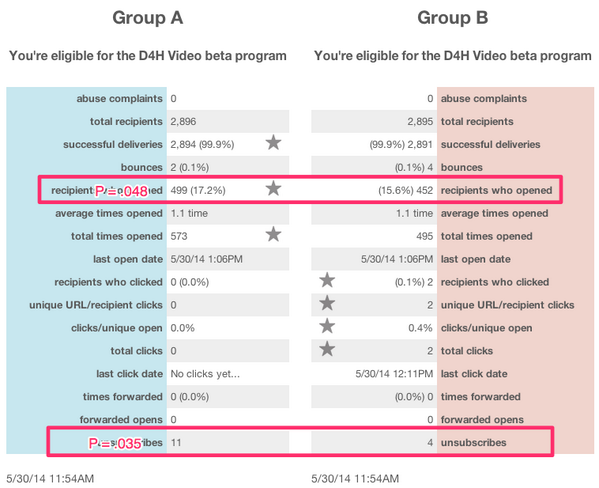 Group A Group B
You're eligible for the D4H Video beta program You're eligible for the D4H Video beta program
abuse complaints 0 0 abuse complaints
total recipients 2,896 2,895 total recipients
successful deliveries 2,894 (99.9%) (99.9%) 2,891 successful deliveries
bounces 2 (0.1%) (0.1%) 4 bounces
P = .048 499 (17.2%) (15.6%) 452 recipients who opened
average times opened 1.1 time 1.1 time average times opened
total times opened 573 495 total times opened
last open date 5/30/14 1:06PM 5/30/14 1:06PM last open date
recipients who clicked 0 (0.0%) (0.1%) 2 recipients who clicked
unique URL/recipient clicks 0 2 unique URL/recipient clicks
clicks/unique open 0.0% 0.4% clicks/unique open
total clicks 0 2 total clicks
last click date No clicks yet... 5/30/14 12:11PM last click date
times forwarded 0 (0.0%) (0.0%) 0 times forwarded
forwarded opens 0 0 forwarded opens
P = .035 11 4 unsubscribes
5/30/14 11:54AM 5/30/14 11:54AM